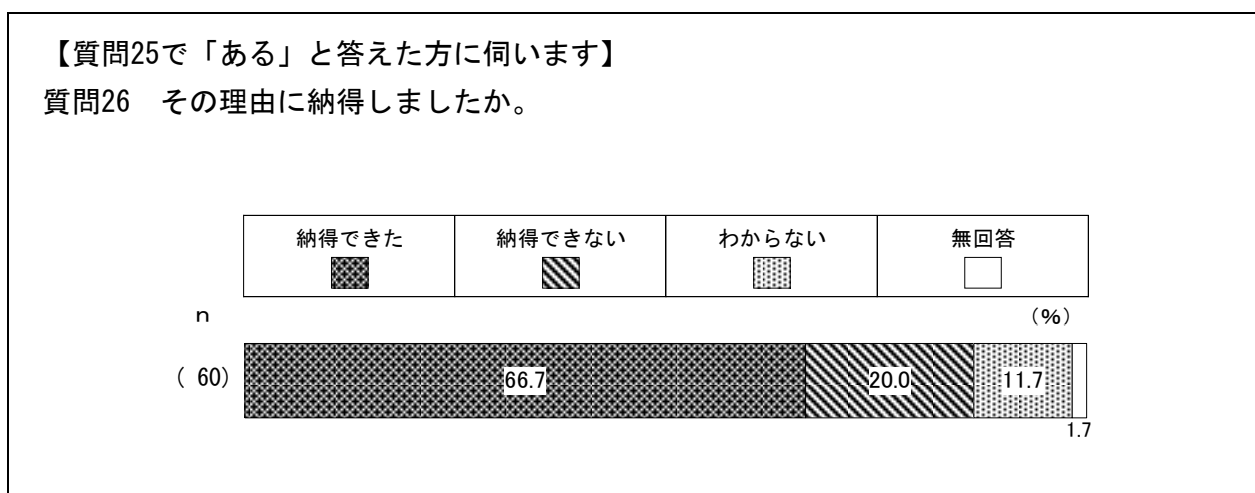 【質問25で「ある」と答えた方に伺います】
質問26　その理由に納得しましたか。
納得できた 納得できない わからない 無回答
n (%)
( 60) 66.7 20.0 11.7
1.7